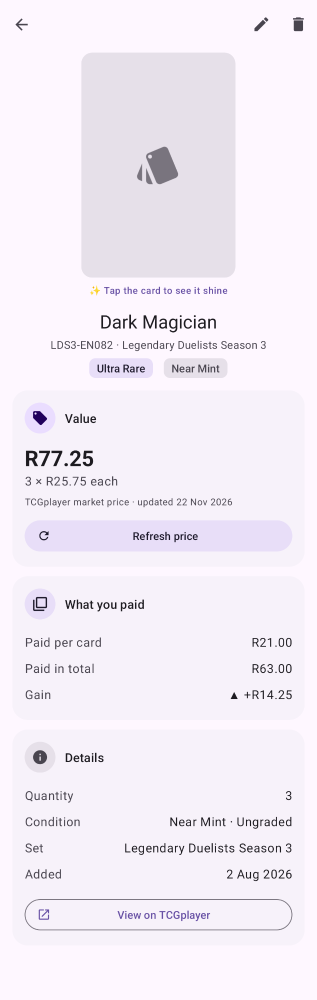 ✨ Tap the card to see it shine
Dark Magician
LDS3-EN082 · Legendary Duelists Season 3
Ultra Rare Near Mint
Value
R77.25
3 × R25.75 each
TCGplayer market price · updated 22 Nov 2026
Refresh price
What you paid
Paid per card R21.00
Paid in total R63.00
Gain ▲ +R14.25
Details
Quantity 3
Condition Near Mint · Ungraded
Set Legendary Duelists Season 3
Added 2 Aug 2026
View on TCGplayer